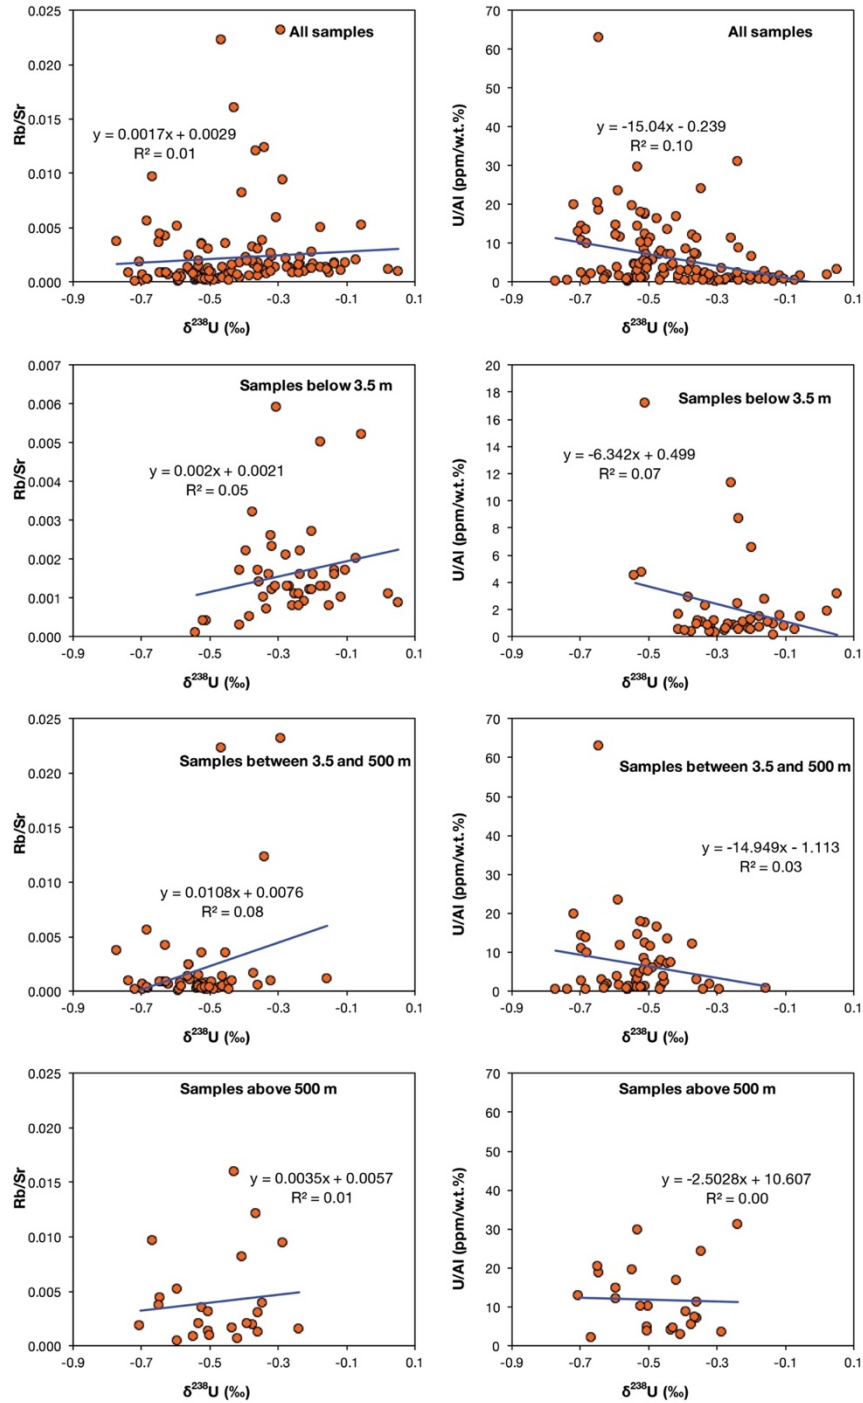 All samples
y = 0.0017x + 0.0029
R² = 0.01
Rb/Sr
0.025
0.020
0.015
0.010
0.005
0.000
-0.9 -0.7 -0.5 -0.3 -0.1 0.1
δ²³⁸U (‰)
All samples
y = -15.04x - 0.239
R² = 0.10
U/Al (ppm/w.t.%)
70
60
50
40
30
20
10
0
-0.9 -0.7 -0.5 -0.3 -0.1 0.1
δ²³⁸U (‰)
Samples below 3.5 m
y = 0.002x + 0.0021
R² = 0.05
Rb/Sr
0.007
0.006
0.005
0.004
0.003
0.002
0.001
0.000
-0.9 -0.7 -0.5 -0.3 -0.1 0.1
δ²³⁸U (‰)
Samples below 3.5 m
y = -6.342x + 0.499
R² = 0.07
U/Al (ppm/w.t.%)
20
18
16
14
12
10
8
6
4
2
0
-0.9 -0.7 -0.5 -0.3 -0.1 0.1
δ²³⁸U (‰)
Samples between 3.5 and 500 m
y = 0.0108x + 0.0076
R² = 0.08
Rb/Sr
0.025
0.020
0.015
0.010
0.005
0.000
-0.9 -0.7 -0.5 -0.3 -0.1 0.1
δ²³⁸U (‰)
Samples between 3.5 and 500 m
y = -14.949x - 1.113
R² = 0.03
U/Al (ppm/w.t.%)
70
60
50
40
30
20
10
0
-0.9 -0.7 -0.5 -0.3 -0.1 0.1
δ²³⁸U (‰)
Samples above 500 m
y = 0.0035x + 0.0057
R² = 0.01
Rb/Sr
0.025
0.020
0.015
0.010
0.005
0.000
-0.9 -0.7 -0.5 -0.3 -0.1 0.1
δ²³⁸U (‰)
Samples above 500 m
y = -2.5028x + 10.607
R² = 0.00
U/Al (ppm/w.t.%)
70
60
50
40
30
20
10
0
-0.9 -0.7 -0.5 -0.3 -0.1 0.1
δ²³⁸U (‰)